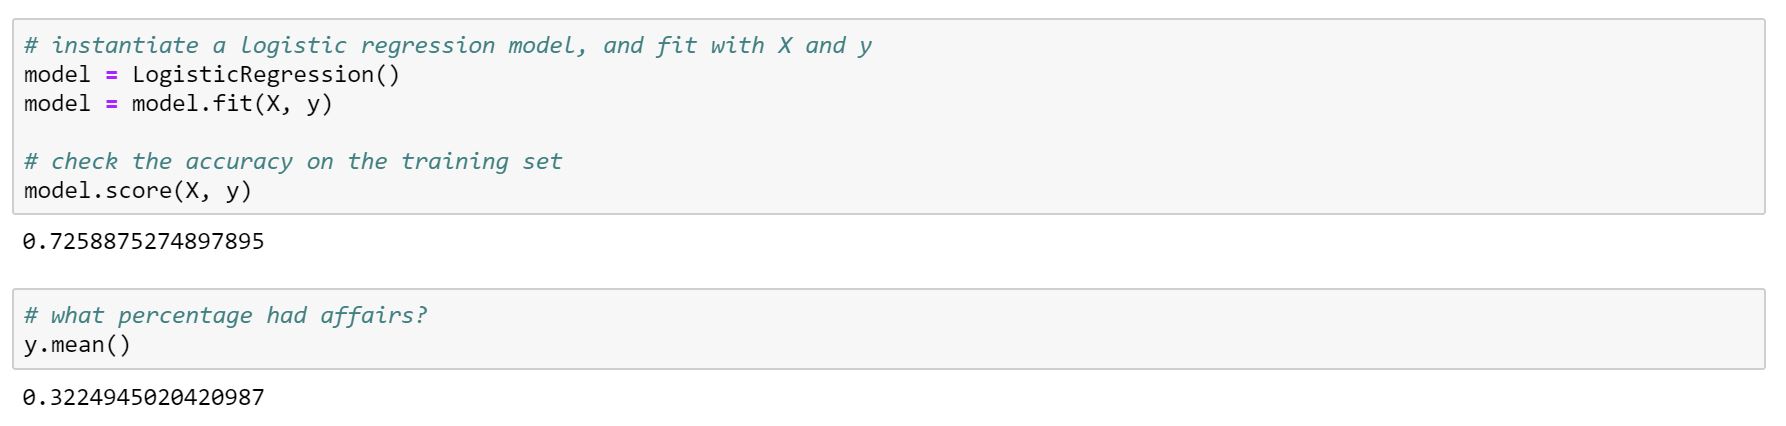 # instantiate a logistic regression model, and fit with X and y
model = LogisticRegression()
model = model.fit(X, y)
# check the accuracy on the training set
model.score(X, y)
0.7258875274897895
# what percentage had affairs?
y.mean()
0.3224945020420987